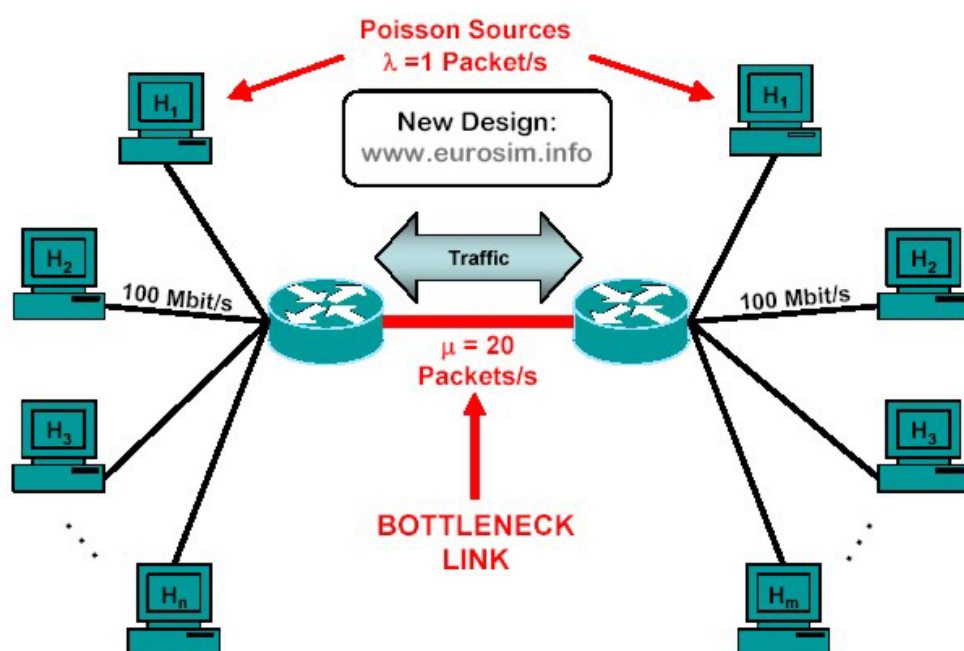 Poisson Sources
λ =1 Packet/s
New Design:
www.eurosim.info
H1
H1
H2
Traffic
H2
100 Mbit/s
100 Mbit/s
μ = 20
Packets/s
H3
H3
BOTTLENECK
LINK
Hn
Hm